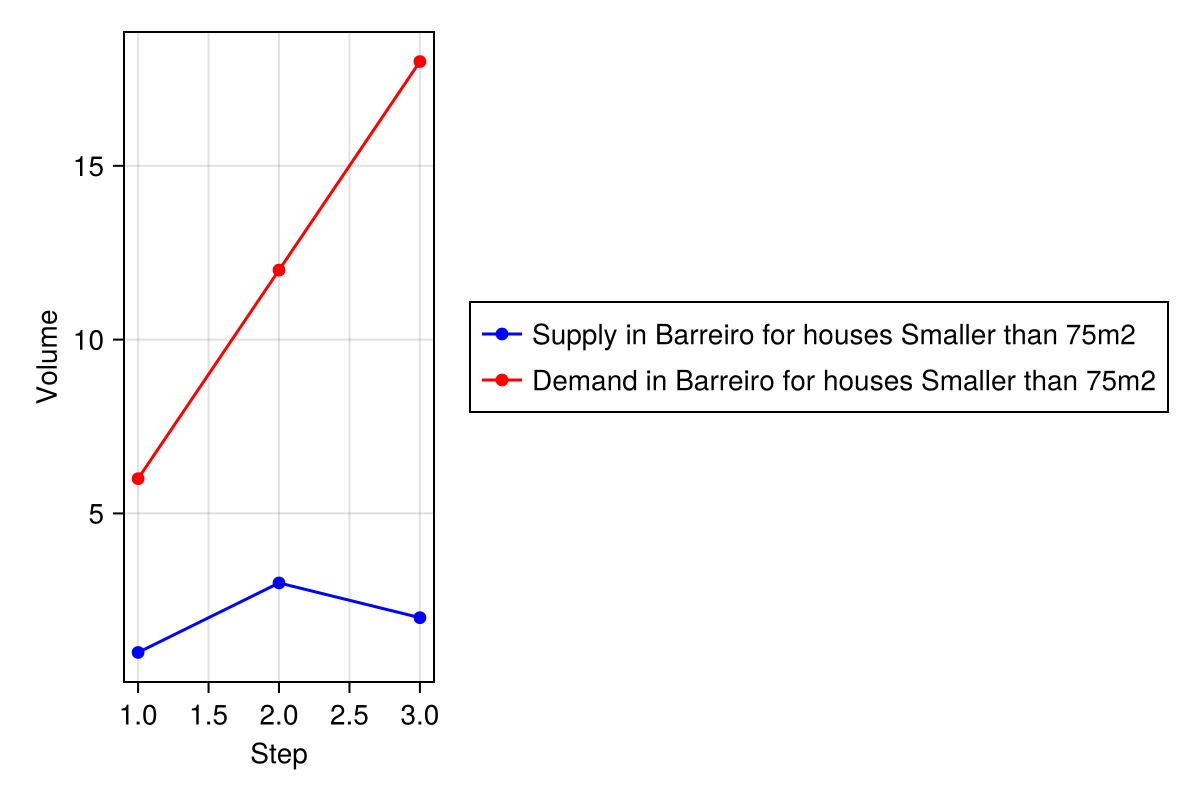 15
10
5
Volume
1.0 1.5 2.0 2.5 3.0
Step
Supply in Barreiro for houses Smaller than 75m2
Demand in Barreiro for houses Smaller than 75m2